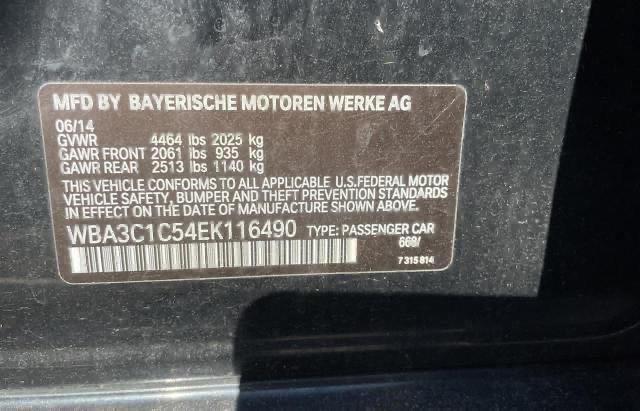 MFD BY BAYERISCHE MOTOREN WERKE AG
06/14
GVWR 4464 lbs 2025 kg
GAWR FRONT 2061 lbs 935 kg
GAWR REAR 2513 lbs 1140 kg
THIS VEHICLE CONFORMS TO ALL APPLICABLE U.S.FEDERAL MOTOR
VEHICLE SAFETY, BUMPER AND THEFT PREVENTION STANDARDS
IN EFFECT ON THE DATE OF MANUFACTURE SHOWN ABOVE.
WBA3C1C54EK116490 TYPE: PASSENGER CAR
668/
7 315 814